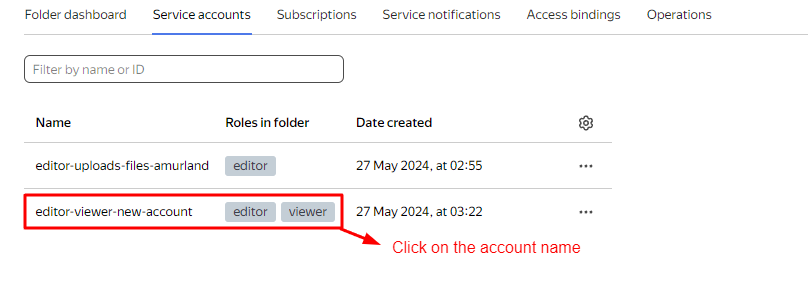 Folder dashboard Service accounts Subscriptions Service notifications Access bindings Operations
Filter by name or ID
Name Roles in folder Date created
editor-uploads-files-amurland editor 27 May 2024, at 02:55
editor-viewer-new-account editor viewer 27 May 2024, at 03:22
Click on the account name